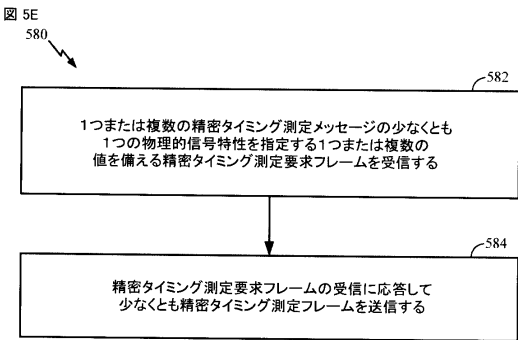 図 5E
580
582
1つまたは複数の精密タイミング測定メッセージの少なくとも
1つの物理的信号特性を指定する1つまたは複数の
値を備える精密タイミング測定要求フレームを受信する
584
精密タイミング測定要求フレームの受信に応答して
少なくとも精密タイミング測定フレームを送信する